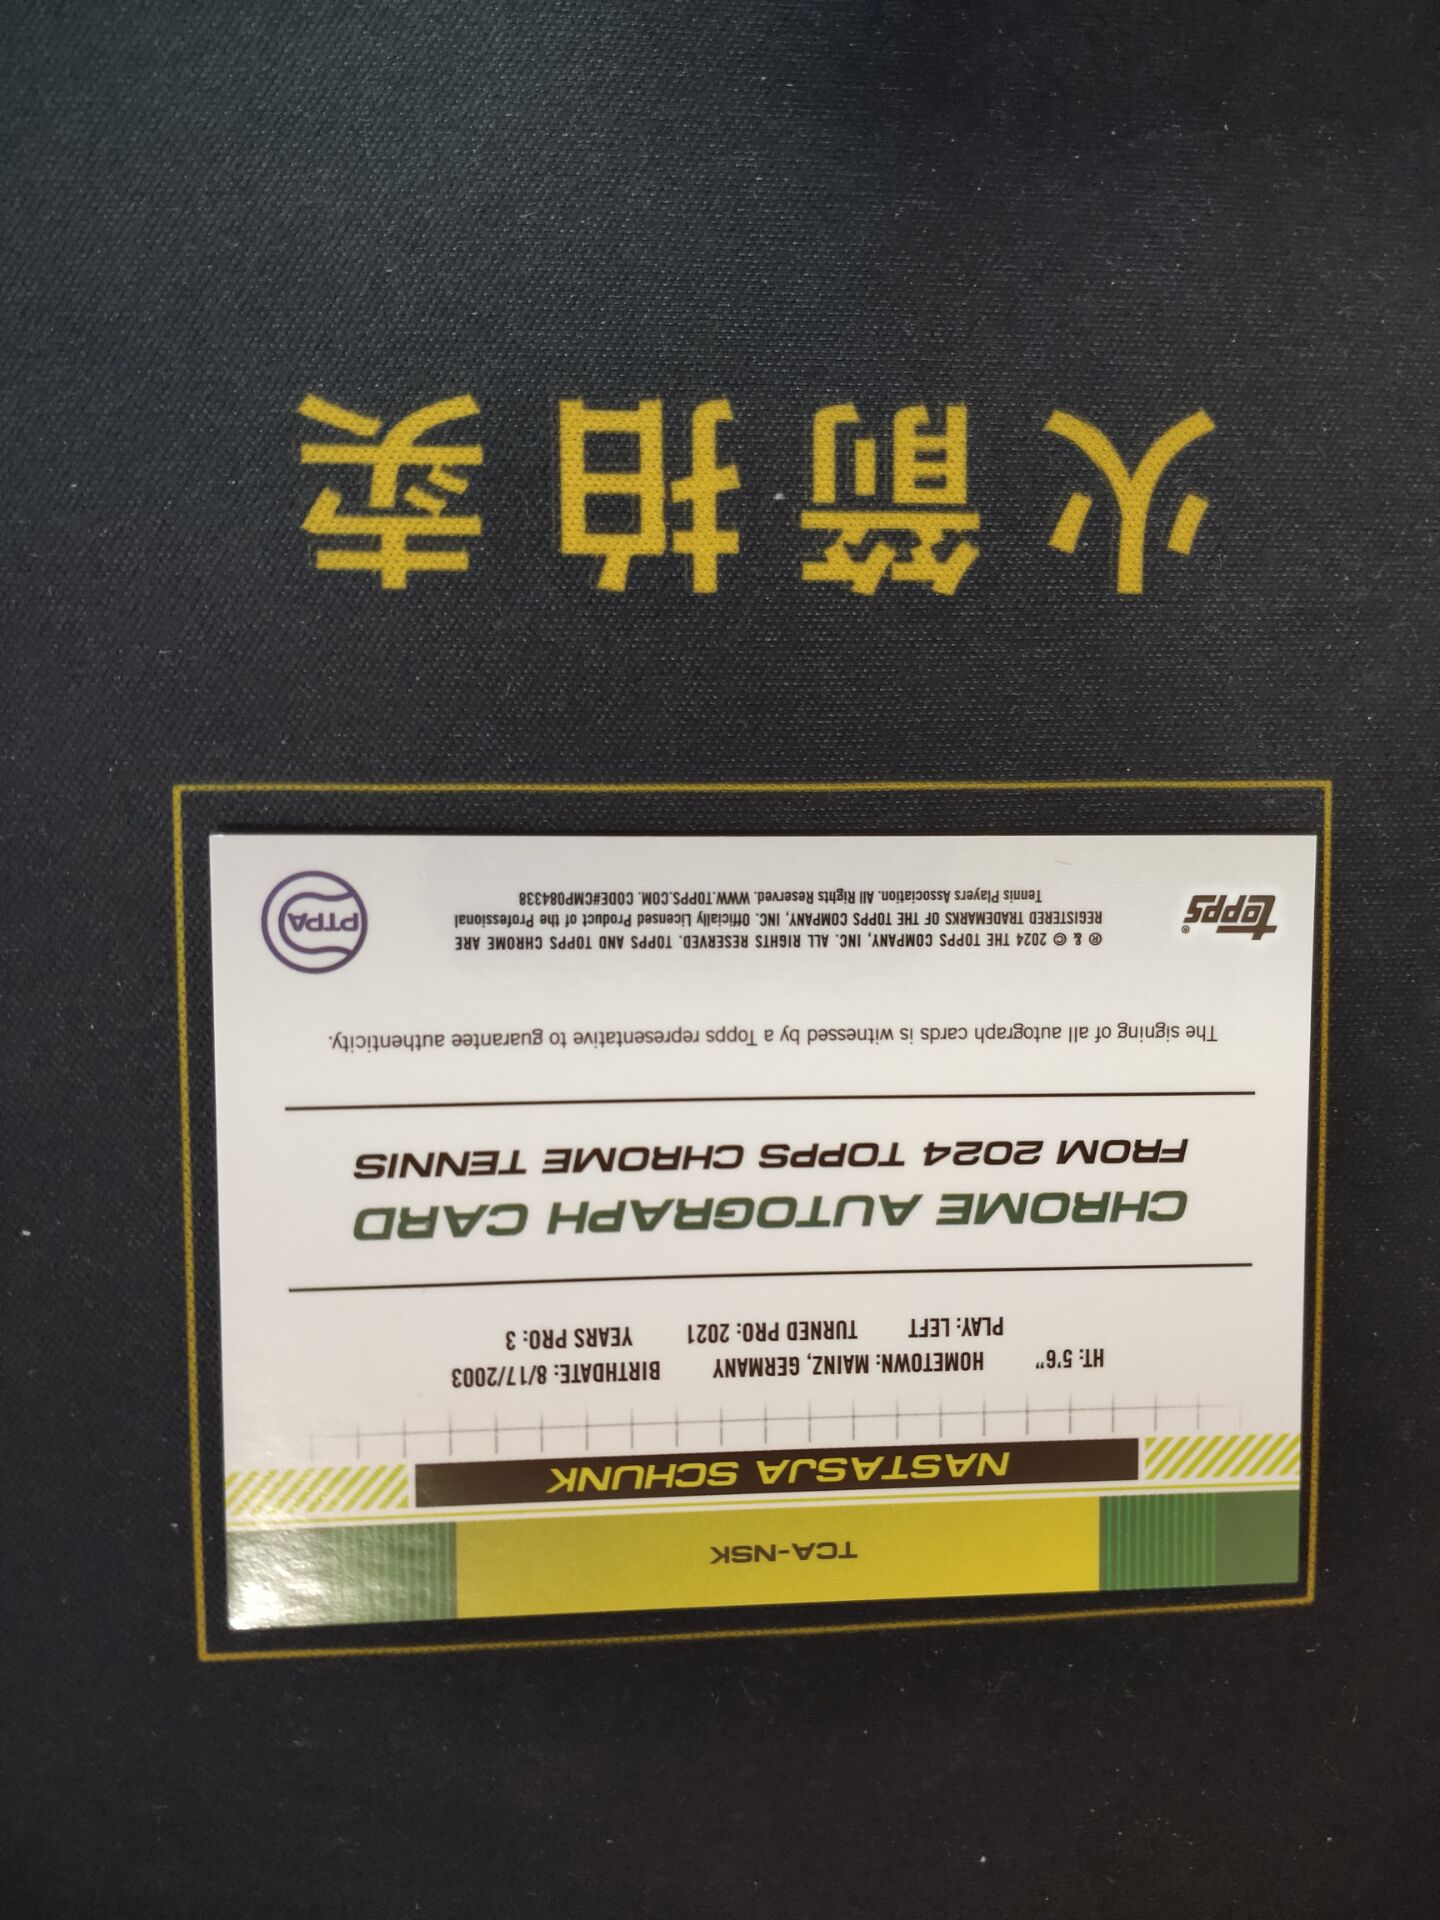 TCA-NSK
NASTASJA SCHUNK
HT: 5'6" HOMETOWN: MAINZ, GERMANY BIRTHDATE: 8/17/2003
PLAY: LEFT TURNED PRO: 2021 YEARS PRO: 3
CHROME AUTOGRAPH CARD
FROM 2024 TOPPS CHROME TENNIS
The signing of all autograph cards is witnessed by a Topps representative to guarantee authenticity.
topps®
® & © 2024 THE TOPPS COMPANY, INC. ALL RIGHTS RESERVED. TOPPS AND TOPPS CHROME ARE
REGISTERED TRADEMARKS OF THE TOPPS COMPANY, INC. Officially Licensed Product of the Professional
Tennis Players Association. All Rights Reserved. WWW.TOPPS.COM. CODE#CMP084338
PTPA
火箭拍卖